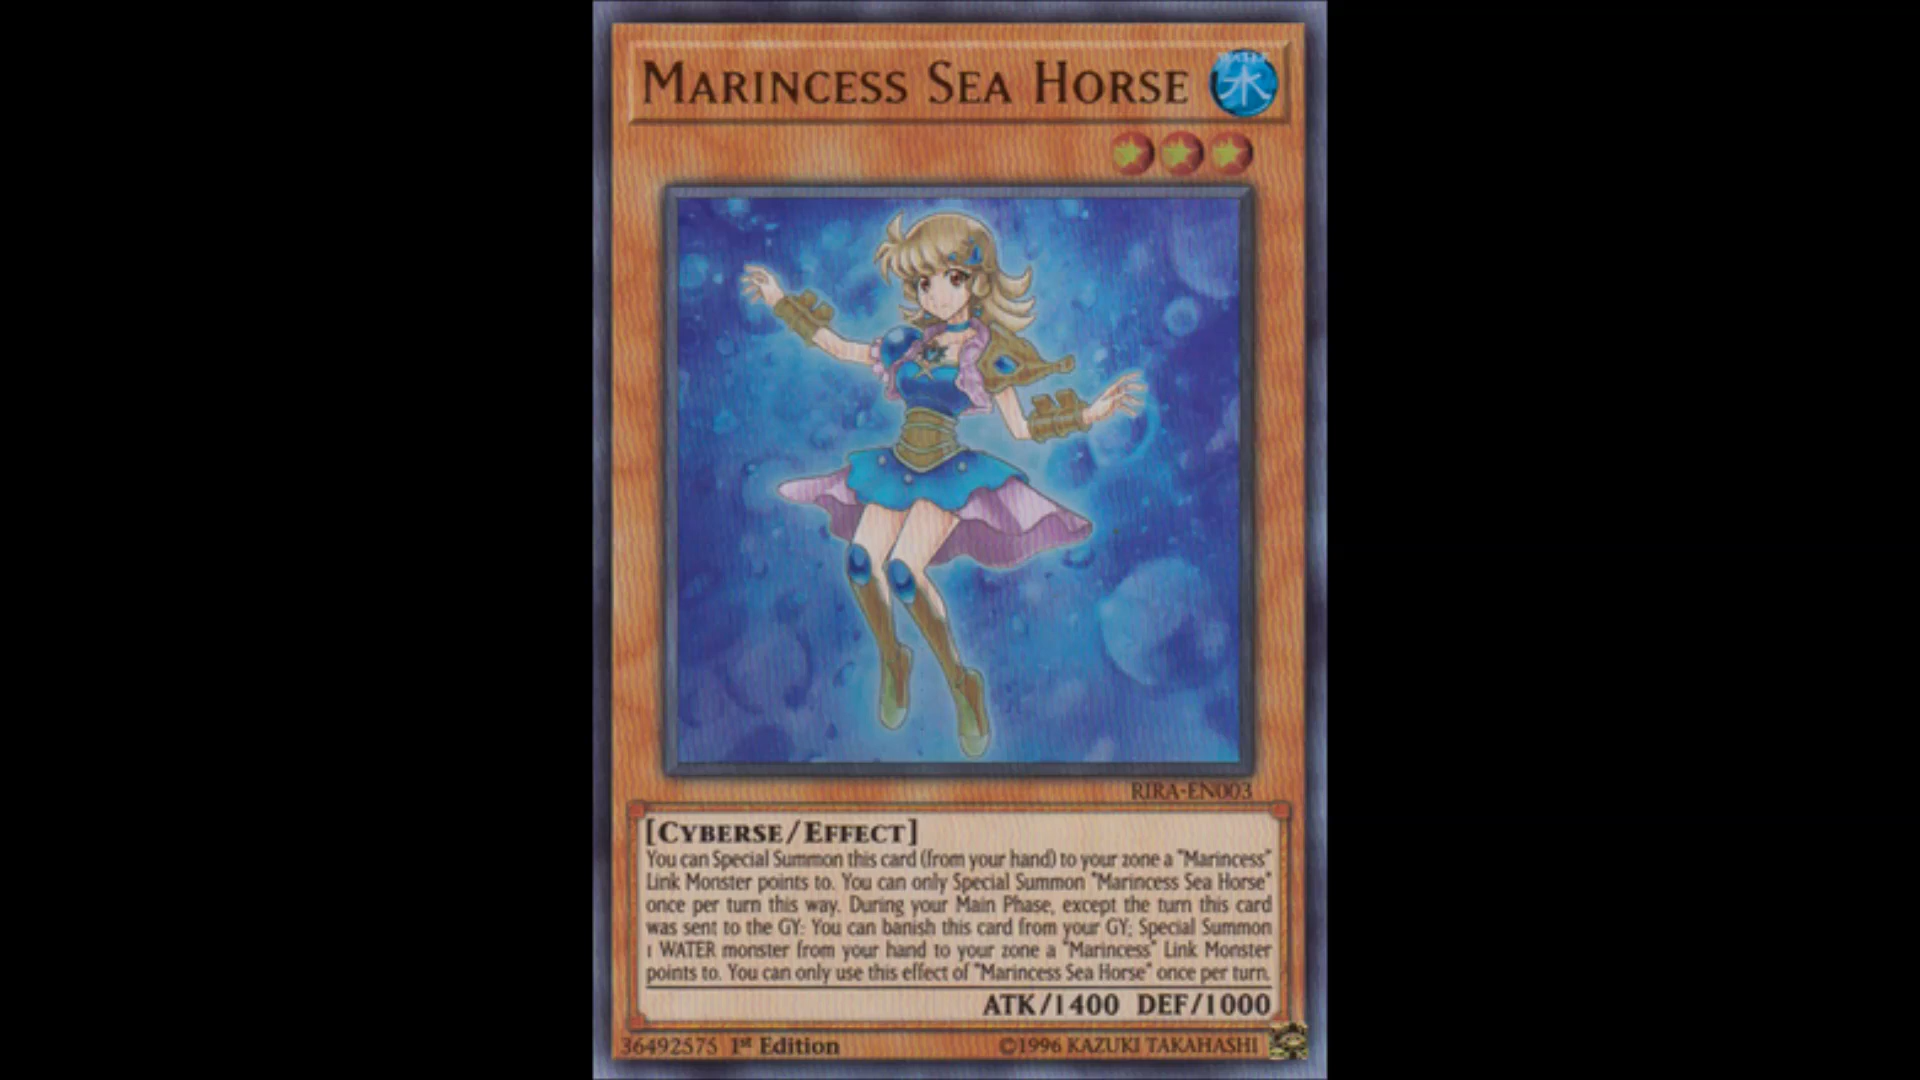 MARINCESS SEA HORSE
WATER
水
RIRA-EN003
[CYBERSE/EFFECT]
You can Special Summon this card (from your hand) to your zone a "Marincess"
Link Monster points to. You can only Special Summon "Marincess Sea Horse"
once per turn this way. During your Main Phase, except the turn this card
was sent to the GY: You can banish this card from your GY; Special Summon
1 WATER monster from your hand to your zone a "Marincess" Link Monster
points to. You can only use this effect of "Marincess Sea Horse" once per turn.
ATK/1400 DEF/1000
36492575 1st Edition
©1996 KAZUKI TAKAHASHI